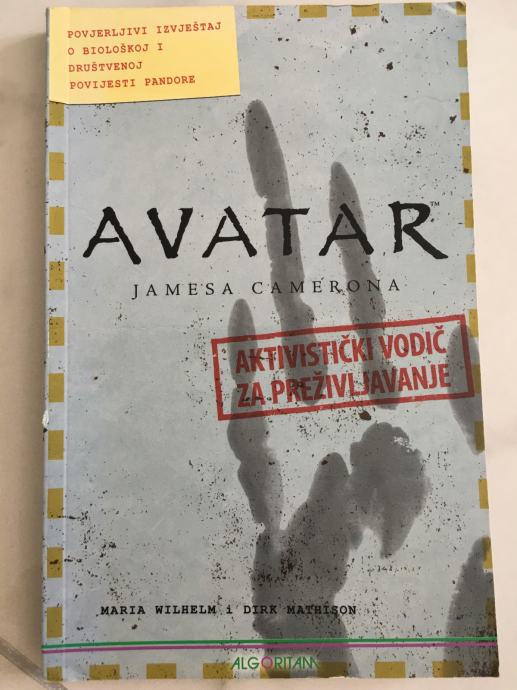 POVJERLJIVI IZVJEŠTAJ
O BIOLOŠKOJ I
DRUŠTVENOJ
POVIJESTI PANDORE
AVATAR™
JAMESA CAMERONA
AKTIVISTIČKI VODIČ
ZA PREŽIVLJAVANJE
MARIA WILHELM i DIRK MATHISON
ALGORITAM